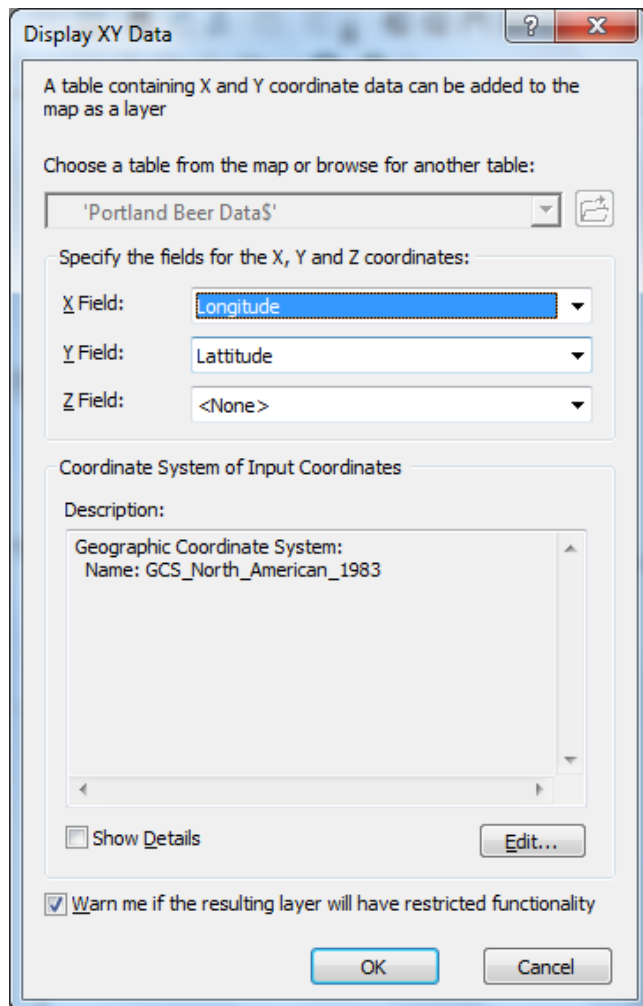 Display XY Data
A table containing X and Y coordinate data can be added to the
map as a layer
Choose a table from the map or browse for another table:
'Portland Beer Data$'
Specify the fields for the X, Y and Z coordinates:
X Field: Longitude
Y Field: Lattitude
Z Field: <None>
Coordinate System of Input Coordinates
Description:
Geographic Coordinate System:
Name: GCS_North_American_1983
Show Details Edit...
Warn me if the resulting layer will have restricted functionality
OK Cancel